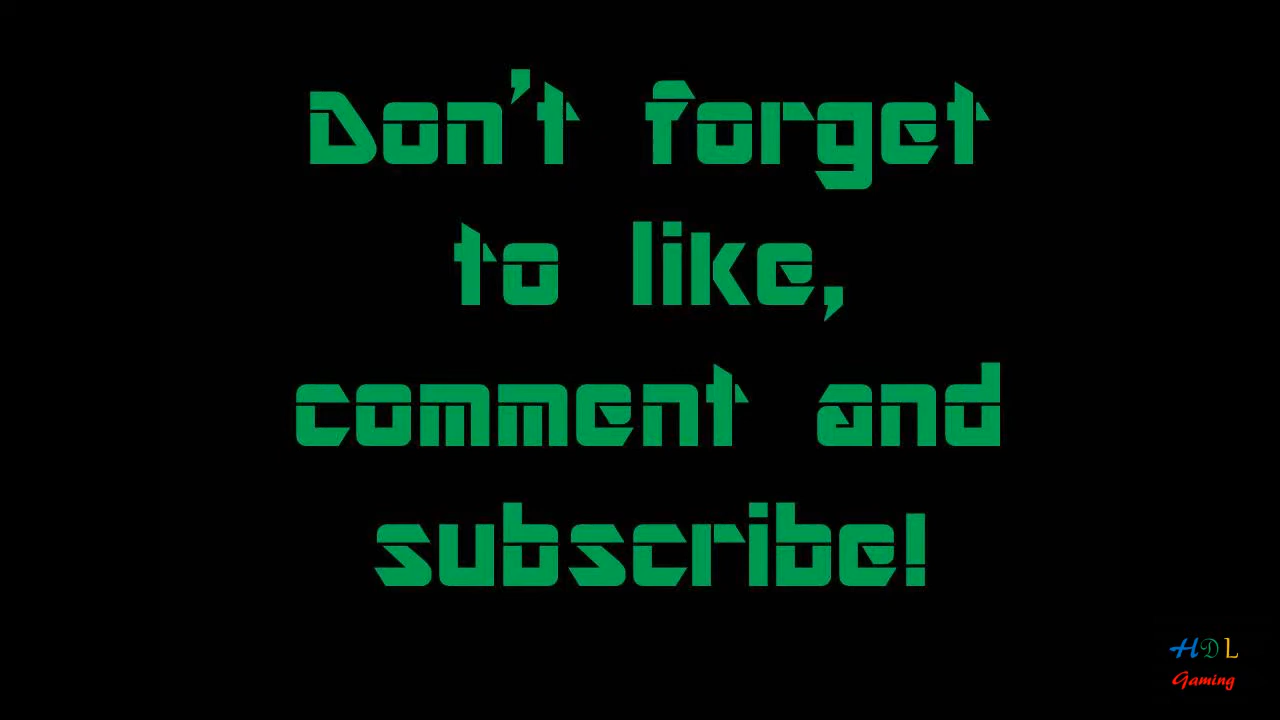 Don't forget
to like,
comment and
subscribe!
HDL
Gaming